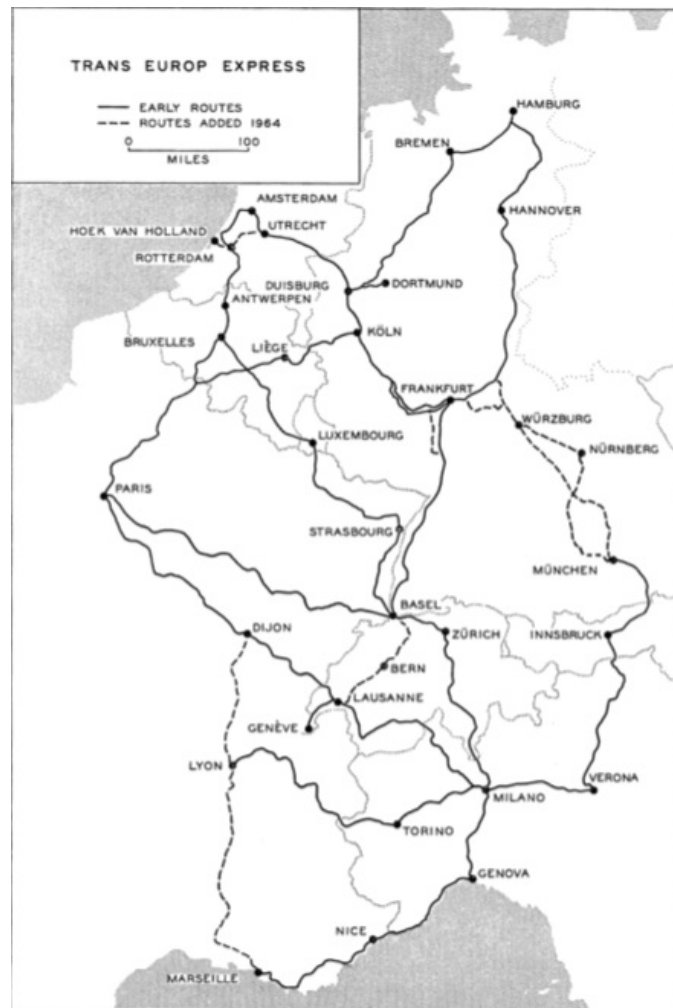 TRANS EUROP EXPRESS
EARLY ROUTES
ROUTES ADDED 1964
0 100
MILES
HAMBURG
BREMEN
AMSTERDAM
HANNOVER
HOEK VAN HOLLAND
UTRECHT
ROTTERDAM
DUISBURG
DORTMUND
ANTWERPEN
BRUXELLES
KÖLN
LIÈGE
FRANKFURT
WÜRZBURG
LUXEMBOURG
NÜRNBERG
PARIS
STRASBOURG
MÜNCHEN
BASEL
DIJON
ZÜRICH
INNSBRUCK
BERN
LAUSANNE
GENÈVE
LYON
MILANO
VERONA
TORINO
GENOVA
NICE
MARSEILLE